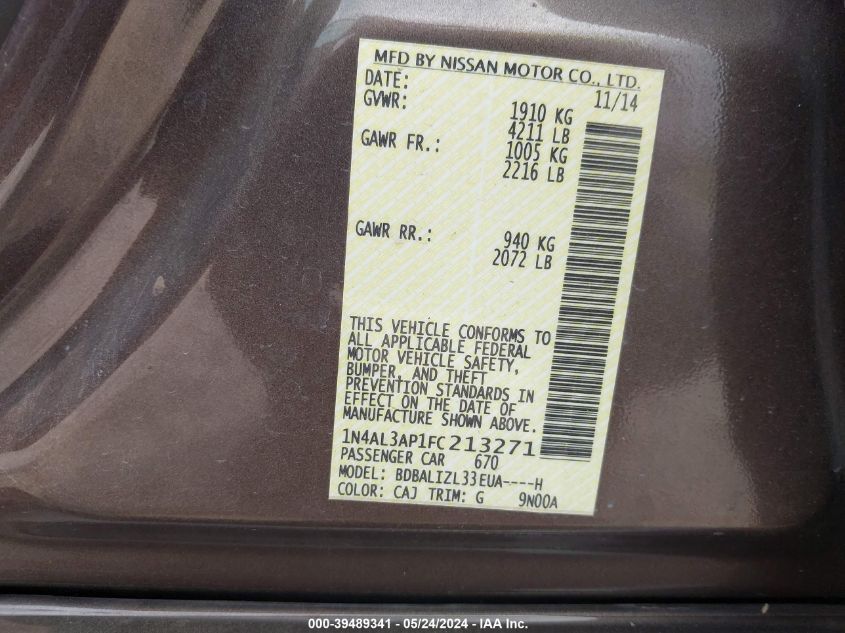 MFD BY NISSAN MOTOR CO., LTD.
DATE: 11/14
GVWR: 1910 KG
4211 LB
GAWR FR.: 1005 KG
2216 LB
GAWR RR.: 940 KG
2072 LB
THIS VEHICLE CONFORMS TO
ALL APPLICABLE FEDERAL
MOTOR VEHICLE SAFETY,
BUMPER, AND THEFT
PREVENTION STANDARDS IN
EFFECT ON THE DATE OF
MANUFACTURE SHOWN ABOVE.
1N4AL3AP1FC213271
PASSENGER CAR 670
MODEL: BDBALIZL33EUA----H
COLOR: CAJ TRIM: G 9N00A
000-39489341 - 05/24/2024 - IAA Inc.